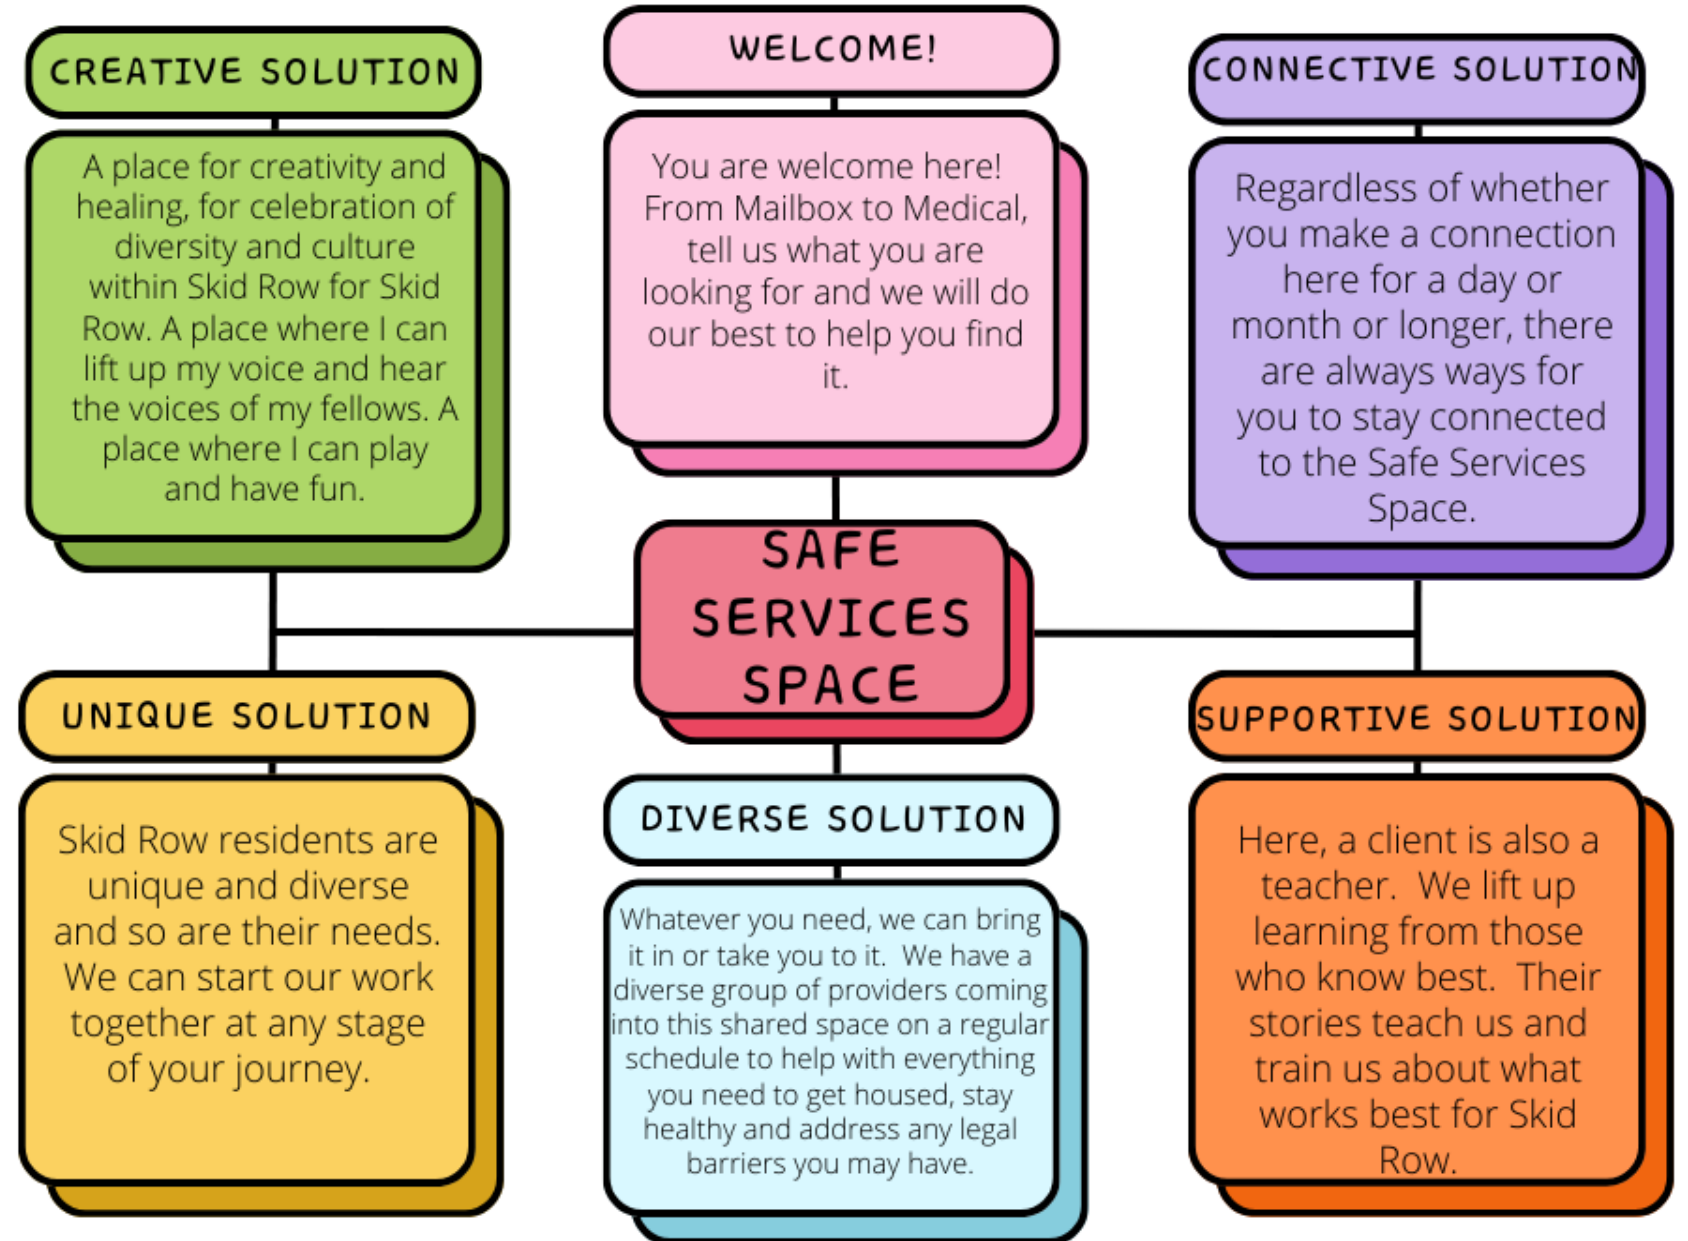 CREATIVE SOLUTION
A place for creativity and
healing, for celebration of
diversity and culture
within Skid Row for Skid
Row. A place where I can
lift up my voice and hear
the voices of my fellows. A
place where I can play
and have fun.
WELCOME!
You are welcome here!
From Mailbox to Medical,
tell us what you are
looking for and we will do
our best to help you find
it.
CONNECTIVE SOLUTION
Regardless of whether
you make a connection
here for a day or
month or longer, there
are always ways for
you to stay connected
to the Safe Services
Space.
SAFE
SERVICES
SPACE
UNIQUE SOLUTION
Skid Row residents are
unique and diverse
and so are their needs.
We can start our work
together at any stage
of your journey.
DIVERSE SOLUTION
Whatever you need, we can bring
it in or take you to it.  We have a
diverse group of providers coming
into this shared space on a regular
schedule to help with everything
you need to get housed, stay
healthy and address any legal
barriers you may have.
SUPPORTIVE SOLUTION
Here, a client is also a
teacher.  We lift up
learning from those
who know best.  Their
stories teach us and
train us about what
works best for Skid
Row.